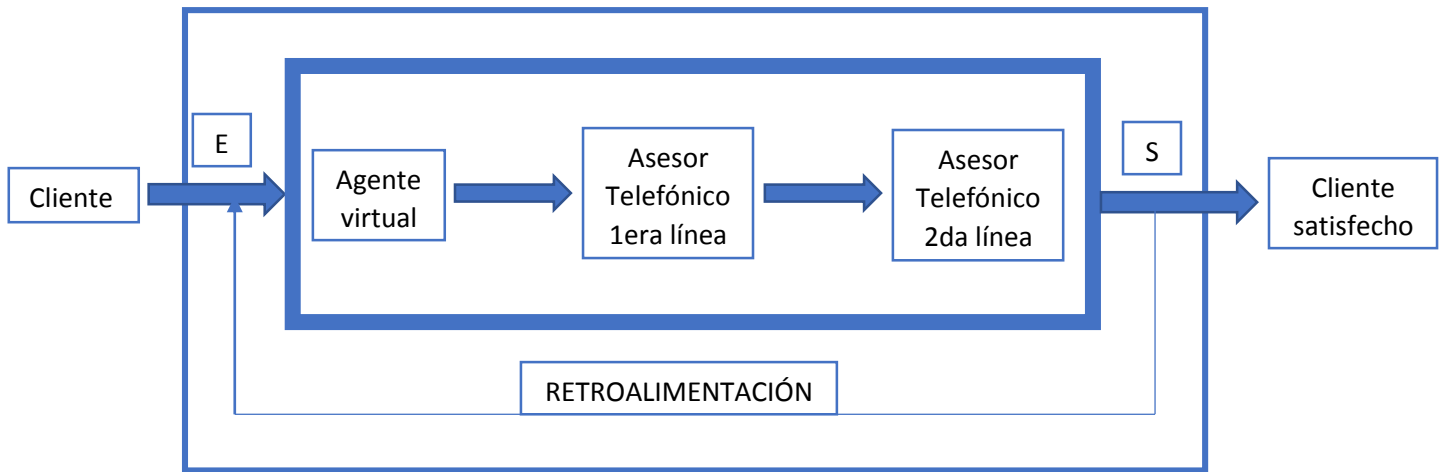 E
S
Cliente
Agente
virtual
Asesor
Telefónico
1era línea
Asesor
Telefónico
2da línea
Cliente
satisfecho
RETROALIMENTACIÓN